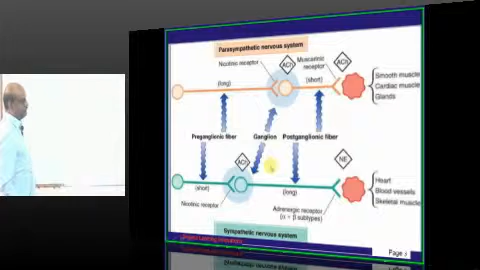 Parasympathetic nervous system
Nicotinic receptor
ACh
Muscarinic
receptor
ACh
(long)
(short)
Smooth muscle
Cardiac muscle
Glands
Preganglionic fiber
Ganglion
Postganglionic fiber
ACh
NE
(short)
(long)
Heart
Blood vessels
Skeletal muscle
Nicotinic receptor
Adrenergic receptor
(α + β subtypes)
Sympathetic nervous system
Page